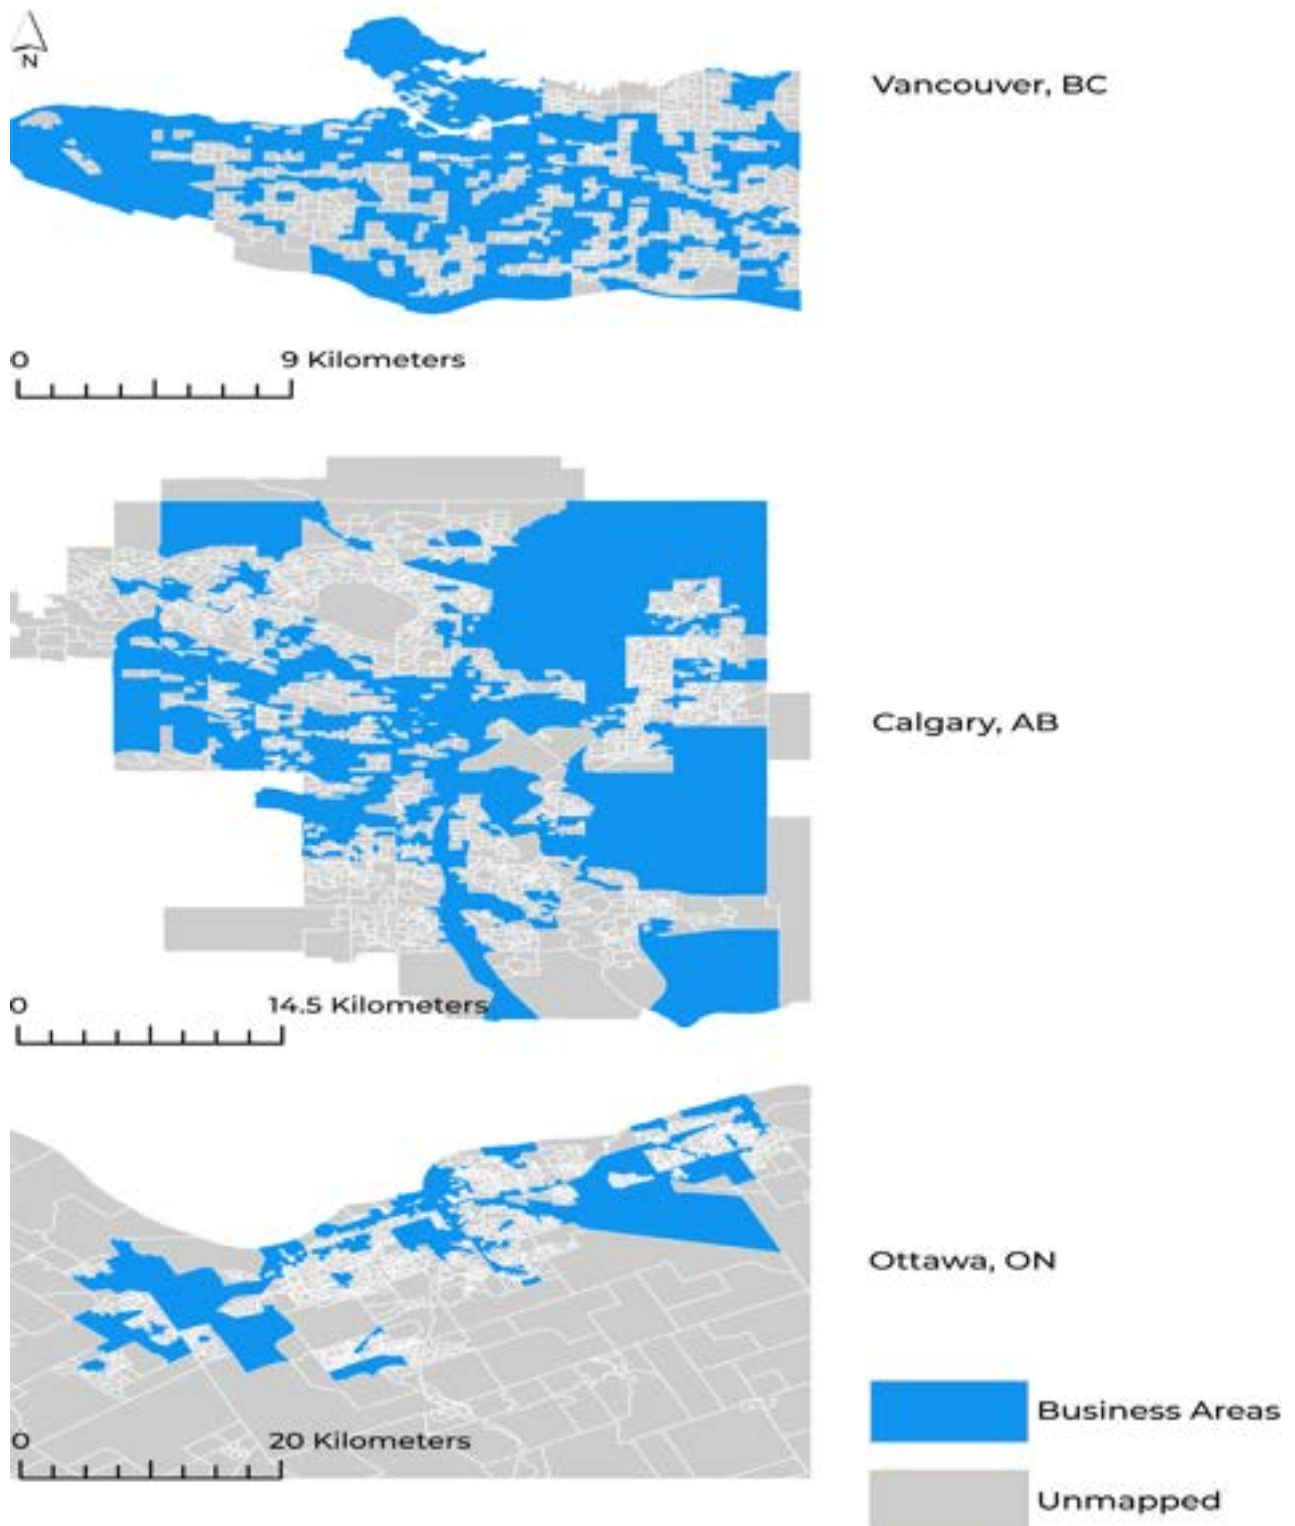 N
Vancouver, BC
0 9 Kilometers
Calgary, AB
0 14.5 Kilometers
Ottawa, ON
Business Areas
0 20 Kilometers
Unmapped